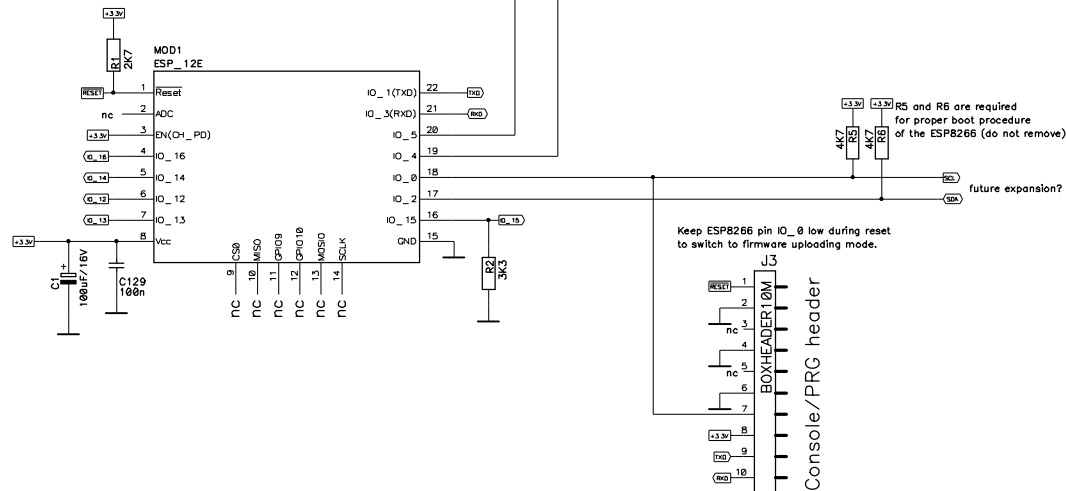 +3.3V
R1
2K7
MOD1
ESP_12E
RESET
1
Reset
nc
2
ADC
+3.3V
3
EN(CH_PD)
IO_16
4
IO_16
IO_14
5
IO_14
IO_12
6
IO_12
IO_13
7
IO_13
+3.3V
8
Vcc
IO_1(TXD)
22
TXD
IO_3(RXD)
21
RXD
IO_5
20
IO_4
19
IO_0
18
IO_2
17
IO_15
16
IO_15
GND
15
CS0
MISO
GPIO9
GPIO10
MOSIO
SCLK
9
10
11
12
13
14
nc
nc
nc
nc
nc
nc
+
C1
100uF/16V
C129
100n
R2
3K3
+3.3V
+3.3V
4K7
R5
4K7
R6
R5 and R6 are required
for proper boot procedure
of the ESP8266 (do not remove)
SCL
SDA
future expansion?
Keep ESP8266 pin IO_0 low during reset
to switch to firmware uploading mode.
J3
BOXHEADER10M
Console/PRG header
RESET
1
2
nc
3
4
nc
5
6
7
+3.3V
8
TXD
9
RXD
10